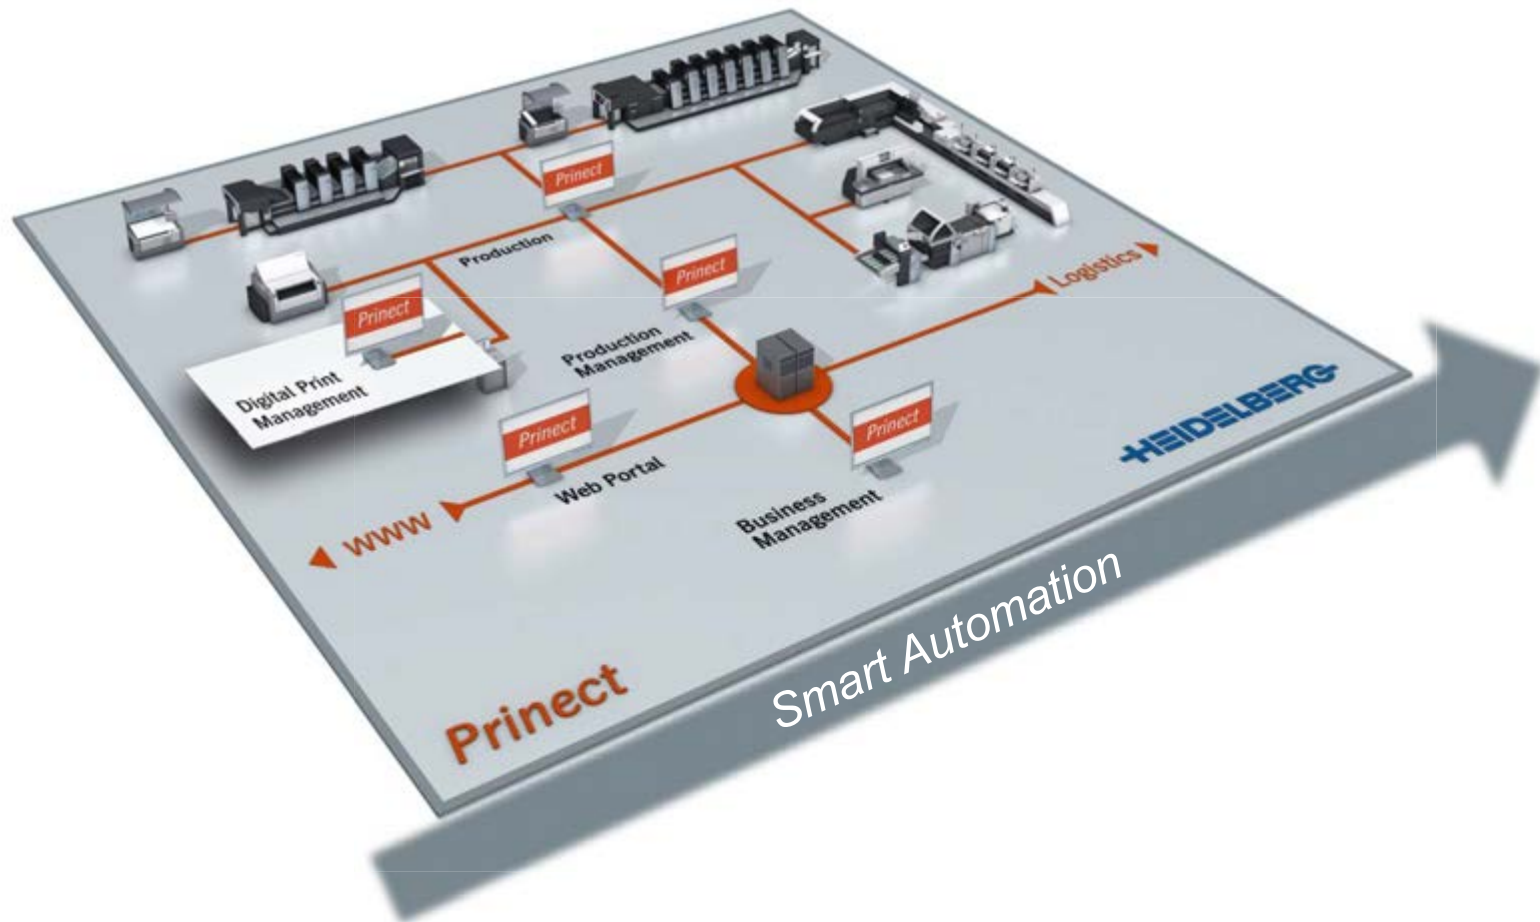 Prinect
Production
Prinect
Production
Management
Logistics
Prinect
Digital Print
Management
Prinect
Web Portal
WWW
Prinect
Business
Management
HEIDELBERG
Prinect
Smart Automation